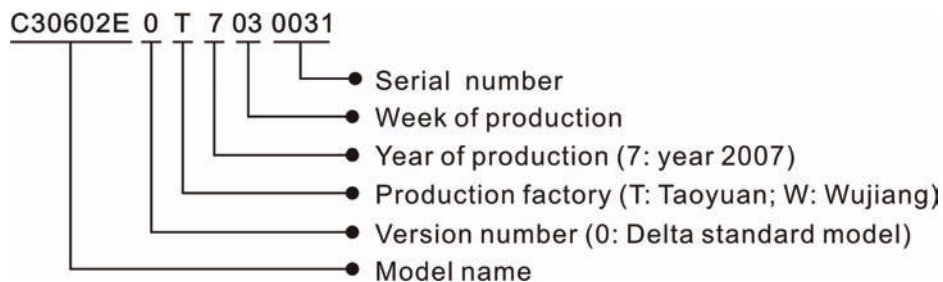 C30602E 0 T 7 03 0031
Serial number
Week of production
Year of production (7: year 2007)
Production factory (T: Taoyuan; W: Wujiang)
Version number (0: Delta standard model)
Model name